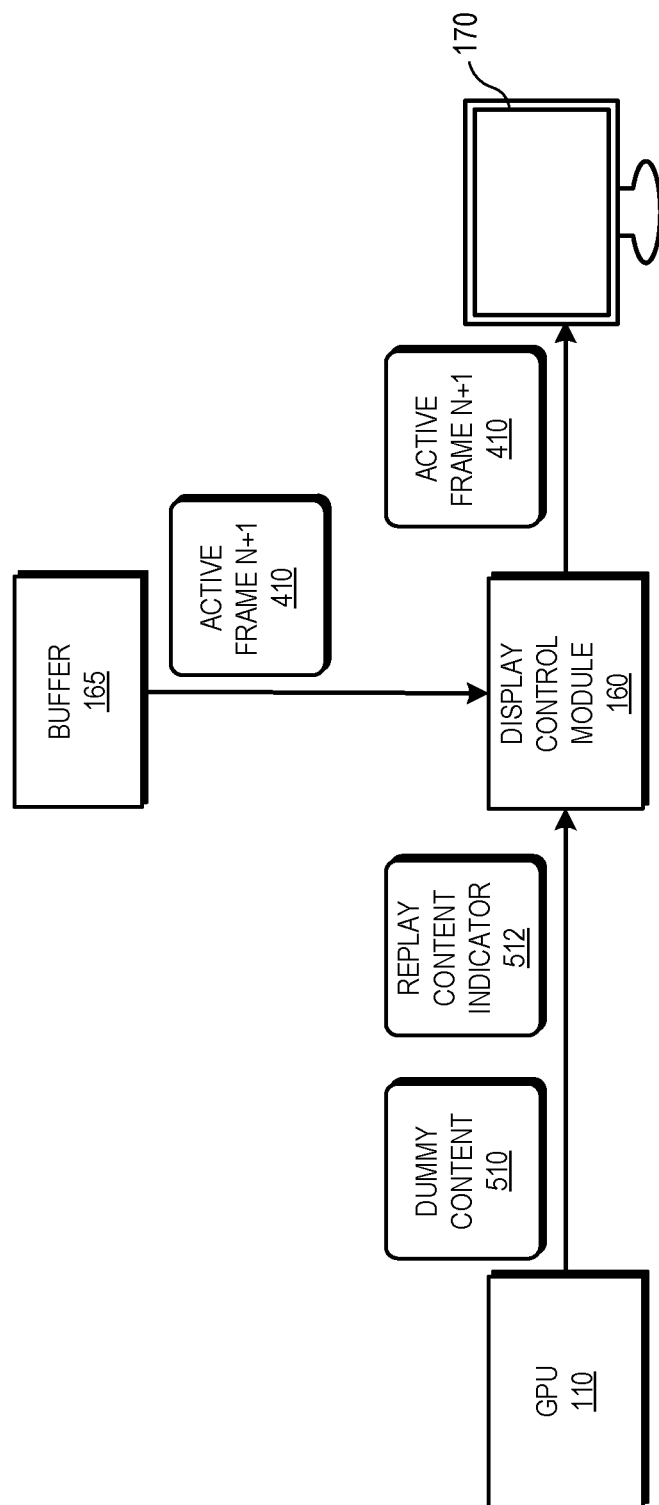 BUFFER
165
ACTIVE
FRAME N+1
410
GPU
110
DUMMY
CONTENT
510
REPLAY
CONTENT
INDICATOR
512
DISPLAY
CONTROL
MODULE
160
ACTIVE
FRAME N+1
410
170